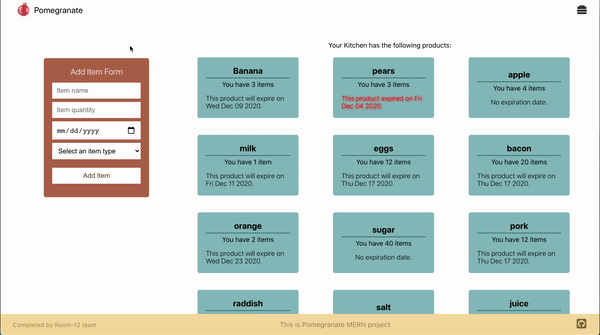 Pomegranate
Your Kitchen has the following products:
Add Item Form
Item name
Item quantity
mm/dd/yyyy
Select an item type
Add Item
Banana
You have 3 items
This product will expire on
Wed Dec 09 2020.
pears
You have 3 items
This product expired on Fri
Dec 04 2020.
apple
You have 4 items
No expiration date.
milk
You have 1 item
This product will expire on
Fri Dec 11 2020.
eggs
You have 12 items
This product will expire on
Thu Dec 17 2020.
bacon
You have 20 items
This product will expire on
Thu Dec 17 2020.
orange
You have 2 items
This product will expire on
Wed Dec 23 2020.
sugar
You have 40 items
No expiration date.
pork
You have 12 items
This product will expire on
Thu Dec 17 2020.
raddish
salt
juice
Completed by Room-12 team
This is Pomegranate MERN project